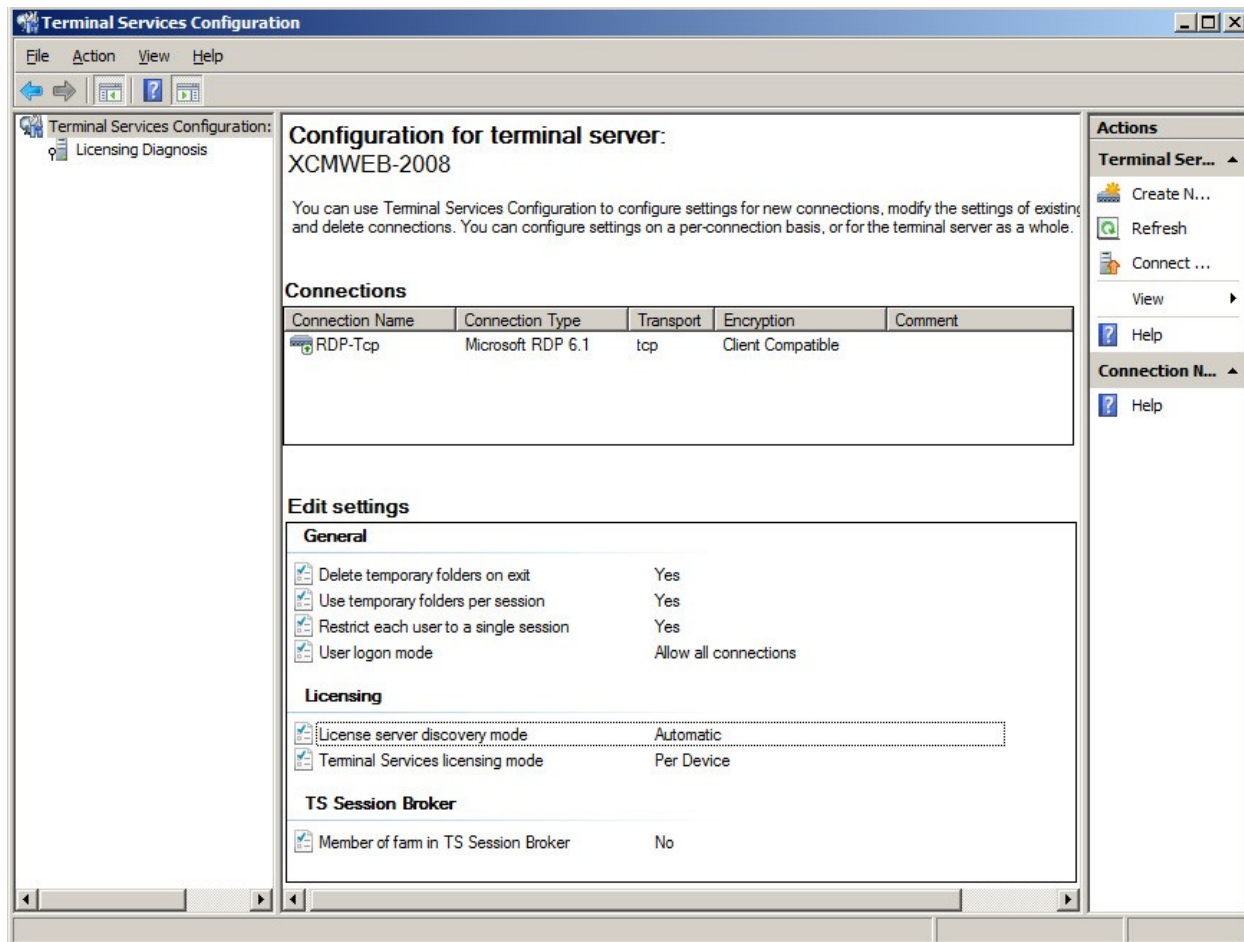 Terminal Services Configuration
File Action View Help
Terminal Services Configuration:
Licensing Diagnosis
Configuration for terminal server:
XCMWEB-2008
You can use Terminal Services Configuration to configure settings for new connections, modify the settings of existing
and delete connections. You can configure settings on a per-connection basis, or for the terminal server as a whole.
Connections
Connection Name Connection Type Transport Encryption Comment
RDP-Tcp Microsoft RDP 6.1 tcp Client Compatible
Edit settings
General
Delete temporary folders on exit Yes
Use temporary folders per session Yes
Restrict each user to a single session Yes
User logon mode Allow all connections
Licensing
License server discovery mode Automatic
Terminal Services licensing mode Per Device
TS Session Broker
Member of farm in TS Session Broker No
Actions
Terminal Ser...
Create N...
Refresh
Connect ...
View
Help
Connection N...
Help